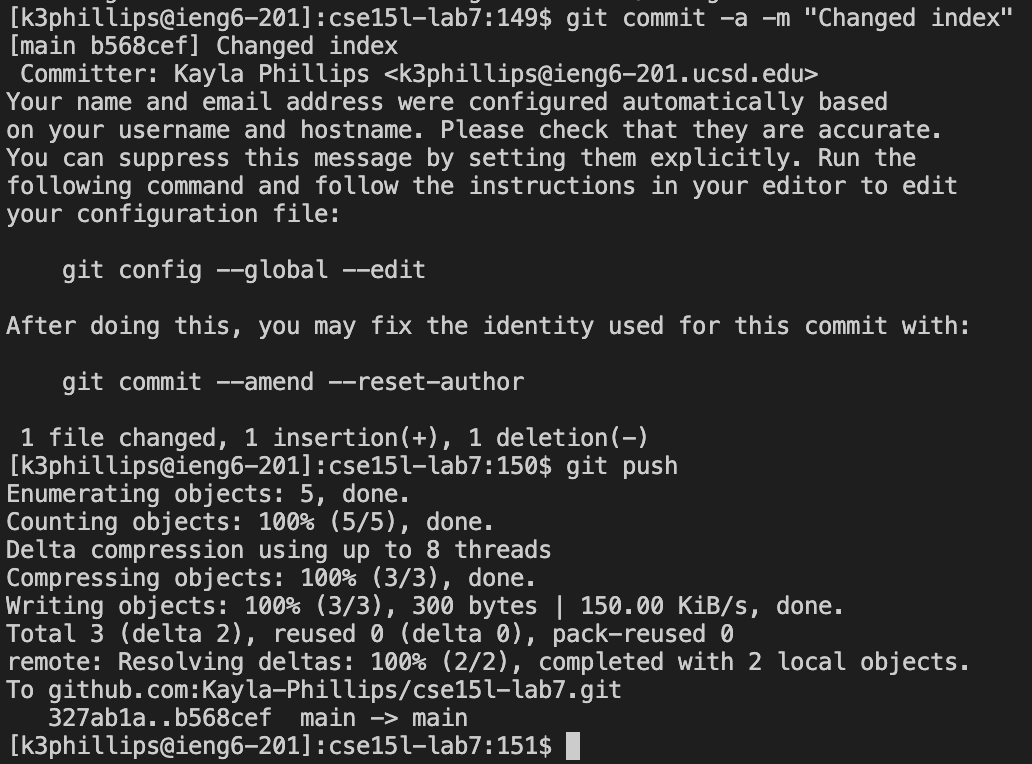 [k3phillips@ieng6-201]:cse15l-lab7:149$ git commit -a -m "Changed index"
[main b568cef] Changed index
 Committer: Kayla Phillips <k3phillips@ieng6-201.ucsd.edu>
Your name and email address were configured automatically based
on your username and hostname. Please check that they are accurate.
You can suppress this message by setting them explicitly. Run the
following command and follow the instructions in your editor to edit
your configuration file:

    git config --global --edit

After doing this, you may fix the identity used for this commit with:

    git commit --amend --reset-author

 1 file changed, 1 insertion(+), 1 deletion(-)
[k3phillips@ieng6-201]:cse15l-lab7:150$ git push
Enumerating objects: 5, done.
Counting objects: 100% (5/5), done.
Delta compression using up to 8 threads
Compressing objects: 100% (3/3), done.
Writing objects: 100% (3/3), 300 bytes | 150.00 KiB/s, done.
Total 3 (delta 2), reused 0 (delta 0), pack-reused 0
remote: Resolving deltas: 100% (2/2), completed with 2 local objects.
To github.com:Kayla-Phillips/cse15l-lab7.git
   327ab1a..b568cef  main -> main
[k3phillips@ieng6-201]:cse15l-lab7:151$